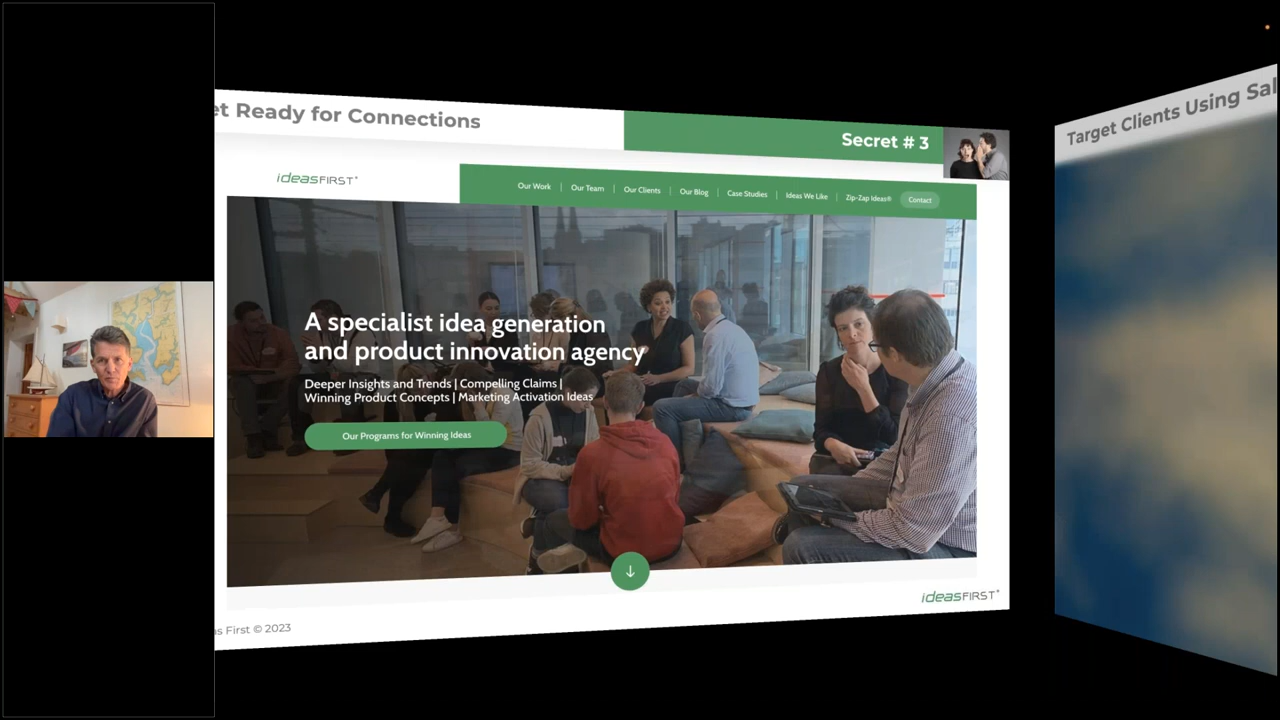 et Ready for Connections
Secret # 3
Target Clients Using Sal
ideasFIRST
Our Work | Our Team | Our Clients | Our Blog | Case Studies | Ideas We Like | Zip-Zap Ideas® Contact
A specialist idea generation
and product innovation agency
Deeper Insights and Trends | Compelling Claims |
Winning Product Concepts | Marketing Activation Ideas
Our Programs for Winning Ideas
ideasFIRST
as First © 2023